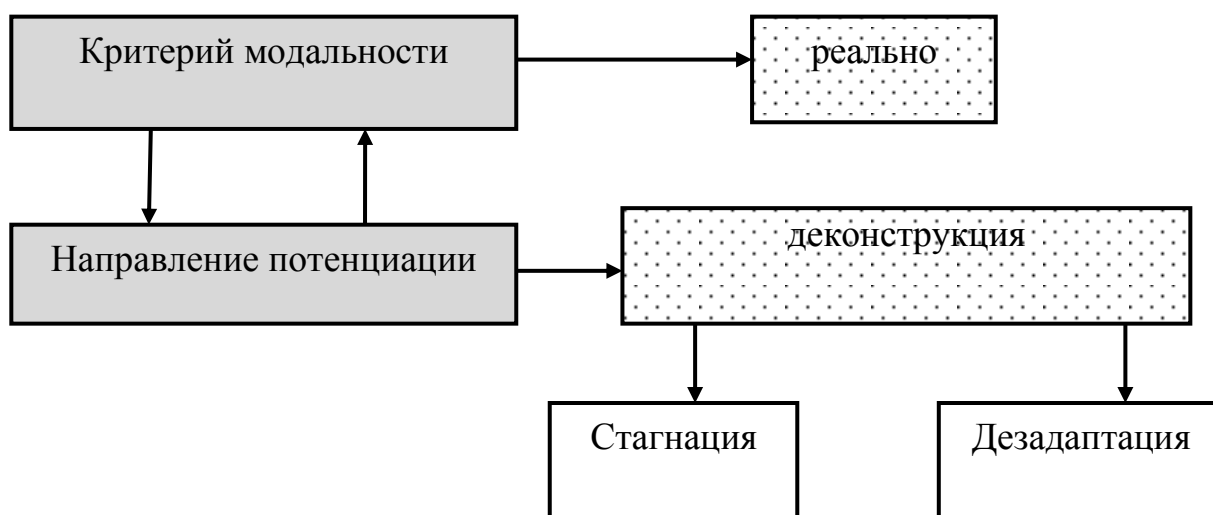 Критерий модальности
реально
Направление потенциации
деконструкция
Стагнация
Дезадаптация